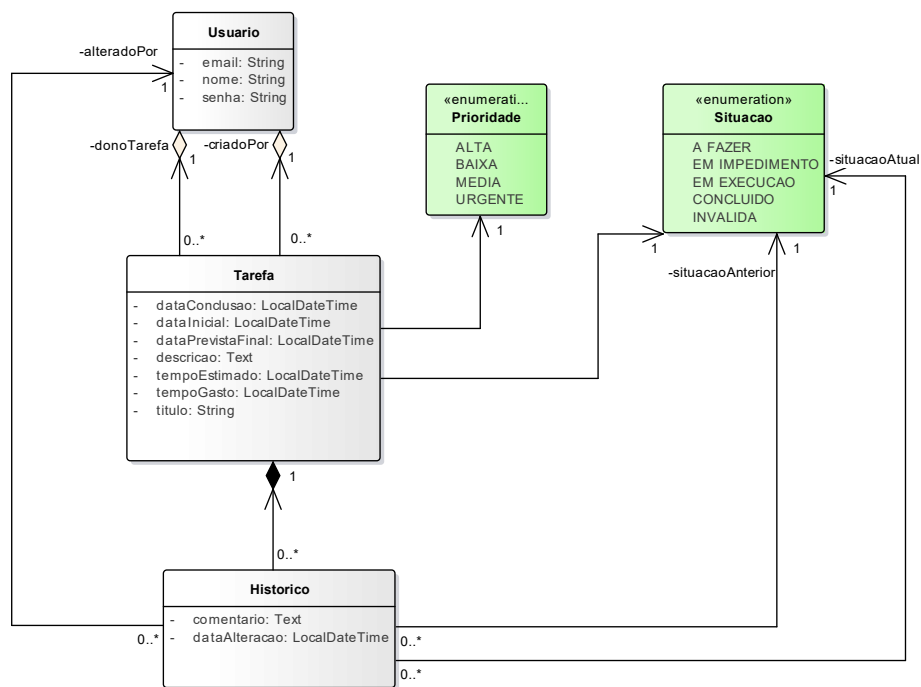 Usuario
- email: String
- nome: String
- senha: String
-alteradoPor
1
-donoTarefa
1
-criadoPor
1
0..*
0..*
«enumerati...
Prioridade
ALTA
BAIXA
MEDIA
URGENTE
1
«enumeration»
Situacao
A FAZER
EM IMPEDIMENTO
EM EXECUCAO
CONCLUIDO
INVALIDA
-situacaoAtual
1
1
1
-situacaoAnterior
Tarefa
- dataConclusao: LocalDateTime
- dataInicial: LocalDateTime
- dataPrevistaFinal: LocalDateTime
- descricao: Text
- tempoEstimado: LocalDateTime
- tempoGasto: LocalDateTime
- titulo: String
1
0..*
Historico
- comentario: Text
- dataAlteracao: LocalDateTime
0..*
0..*
0..*